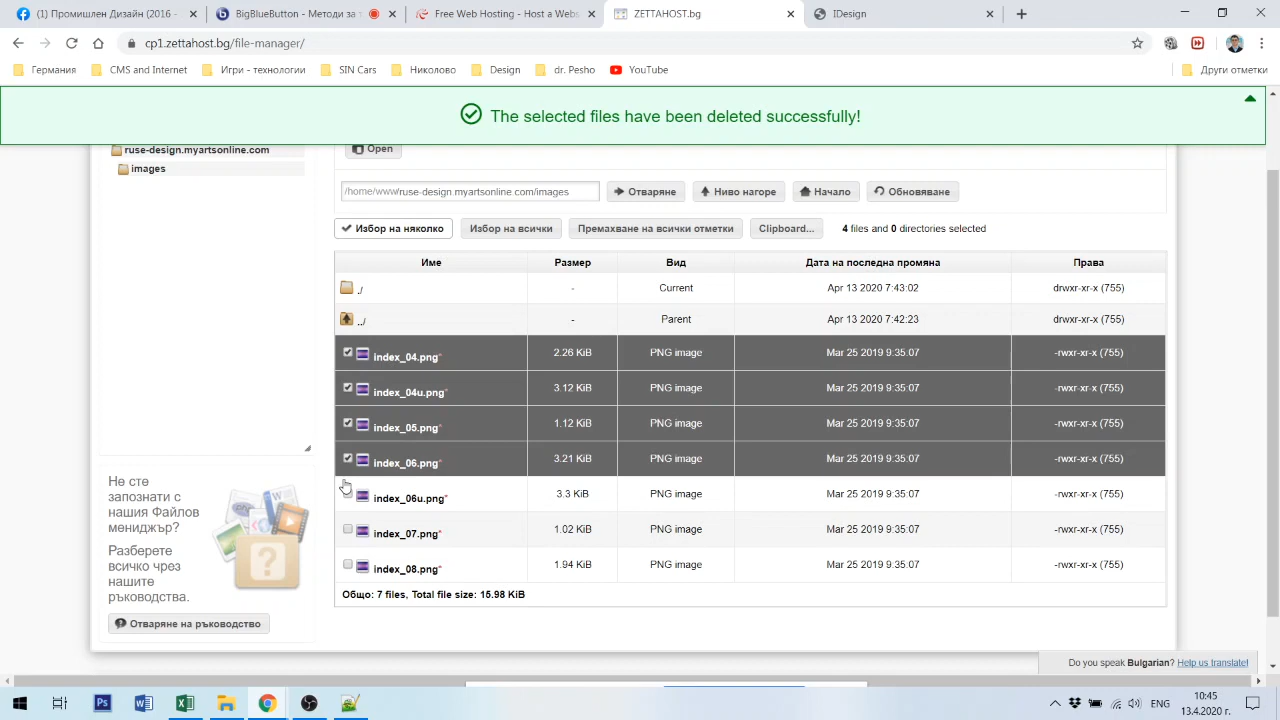 (1) Промишлен Дизайн (2016 -
BigBlueButton - Методи за
Free Web Hosting - Host a Webs
ZETTAHOST.bg
IDesign
cp1.zettahost.bg/file-manager/
Германия
CMS and Internet
Игри - технологии
SIN Cars
Николово
Design
dr. Pesho
YouTube
Други отметки
The selected files have been deleted successfully!
ruse-design.myartsonline.com
images
Open
/home/www/ruse-design.myartsonline.com/images
Отваряне
Ниво нагоре
Начало
Обновяване
Избор на няколко
Избор на всички
Премахване на всички отметки
Clipboard...
4 files and 0 directories selected
Име Размер Вид Дата на последна промяна Права
./ - Current Apr 13 2020 7:43:02 drwxr-xr-x (755)
../ - Parent Apr 13 2020 7:42:23 drwxr-xr-x (755)
index_04.png* 2.26 KiB PNG image Mar 25 2019 9:35:07 -rwxr-xr-x (755)
index_04u.png* 3.12 KiB PNG image Mar 25 2019 9:35:07 -rwxr-xr-x (755)
index_05.png* 1.12 KiB PNG image Mar 25 2019 9:35:07 -rwxr-xr-x (755)
index_06.png* 3.21 KiB PNG image Mar 25 2019 9:35:07 -rwxr-xr-x (755)
index_06u.png* 3.3 KiB PNG image Mar 25 2019 9:35:07 -rwxr-xr-x (755)
index_07.png* 1.02 KiB PNG image Mar 25 2019 9:35:07 -rwxr-xr-x (755)
index_08.png* 1.94 KiB PNG image Mar 25 2019 9:35:07 -rwxr-xr-x (755)
Общо: 7 files, Total file size: 15.98 KiB
Не сте
запознати с
нашия Файлов
мениджър?
Разберете
всичко чрез
нашите
ръководства.
Отваряне на ръководство
Do you speak Bulgarian? Help us translate!
ENG
10:45
13.4.2020 г.